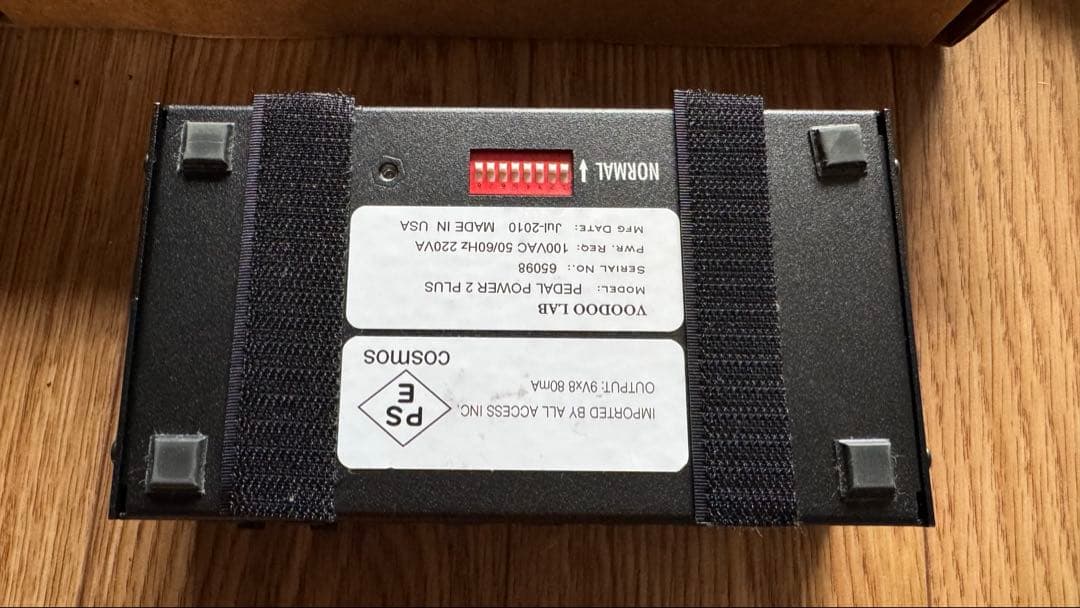 PS
E
IMPORTED BY ALL ACCESS INC.
OUTPUT: 9Vx8 80mA
COSMOS
VOODOO LAB
MODEL: PEDAL POWER 2 PLUS
SERIAL NO.: 65098
PWR. REQ: 100VAC 50/60Hz 220VA
MFG DATE: Jul-2010 MADE IN USA
NORMAL